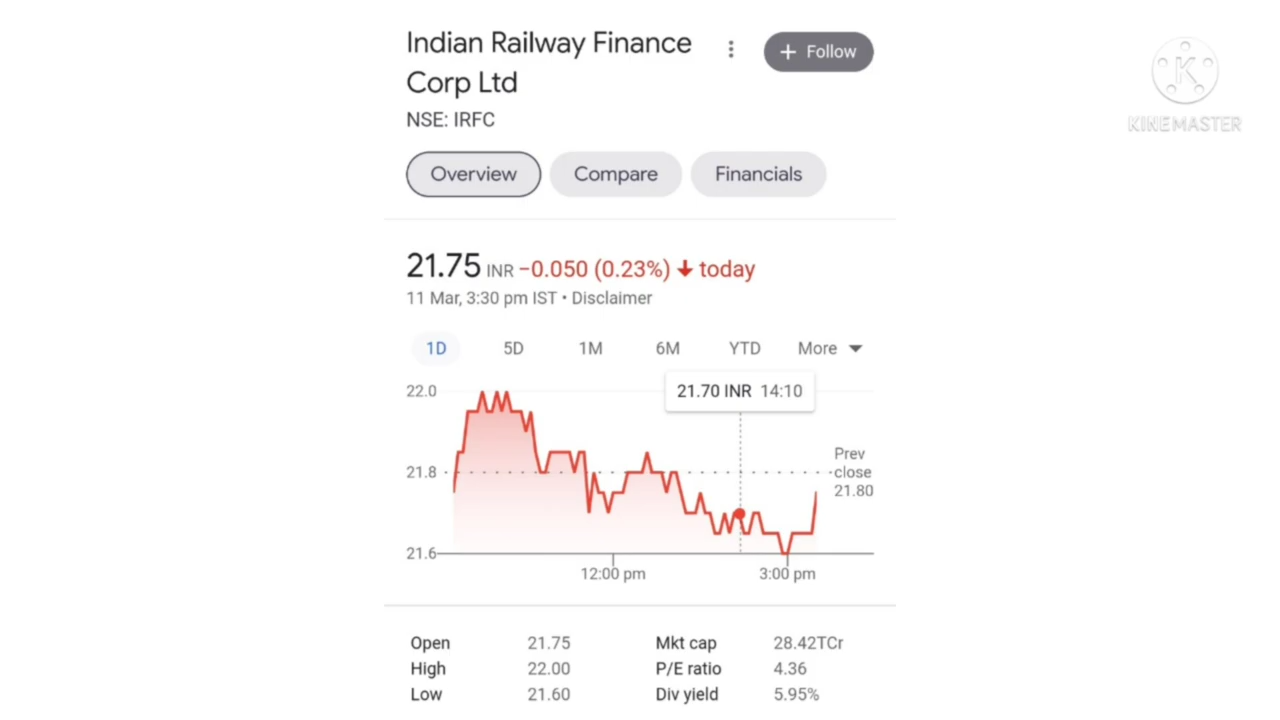 Indian Railway Finance
Corp Ltd
+ Follow
NSE: IRFC
KINEMASTER
Overview Compare Financials
21.75 INR −0.050 (0.23%) ↓ today
11 Mar, 3:30 pm IST • Disclaimer
1D 5D 1M 6M YTD More
21.70 INR 14:10
22.0
21.8
21.6
Prev
close
21.80
12:00 pm 3:00 pm
Open 21.75 Mkt cap 28.42TCr
High 22.00 P/E ratio 4.36
Low 21.60 Div yield 5.95%